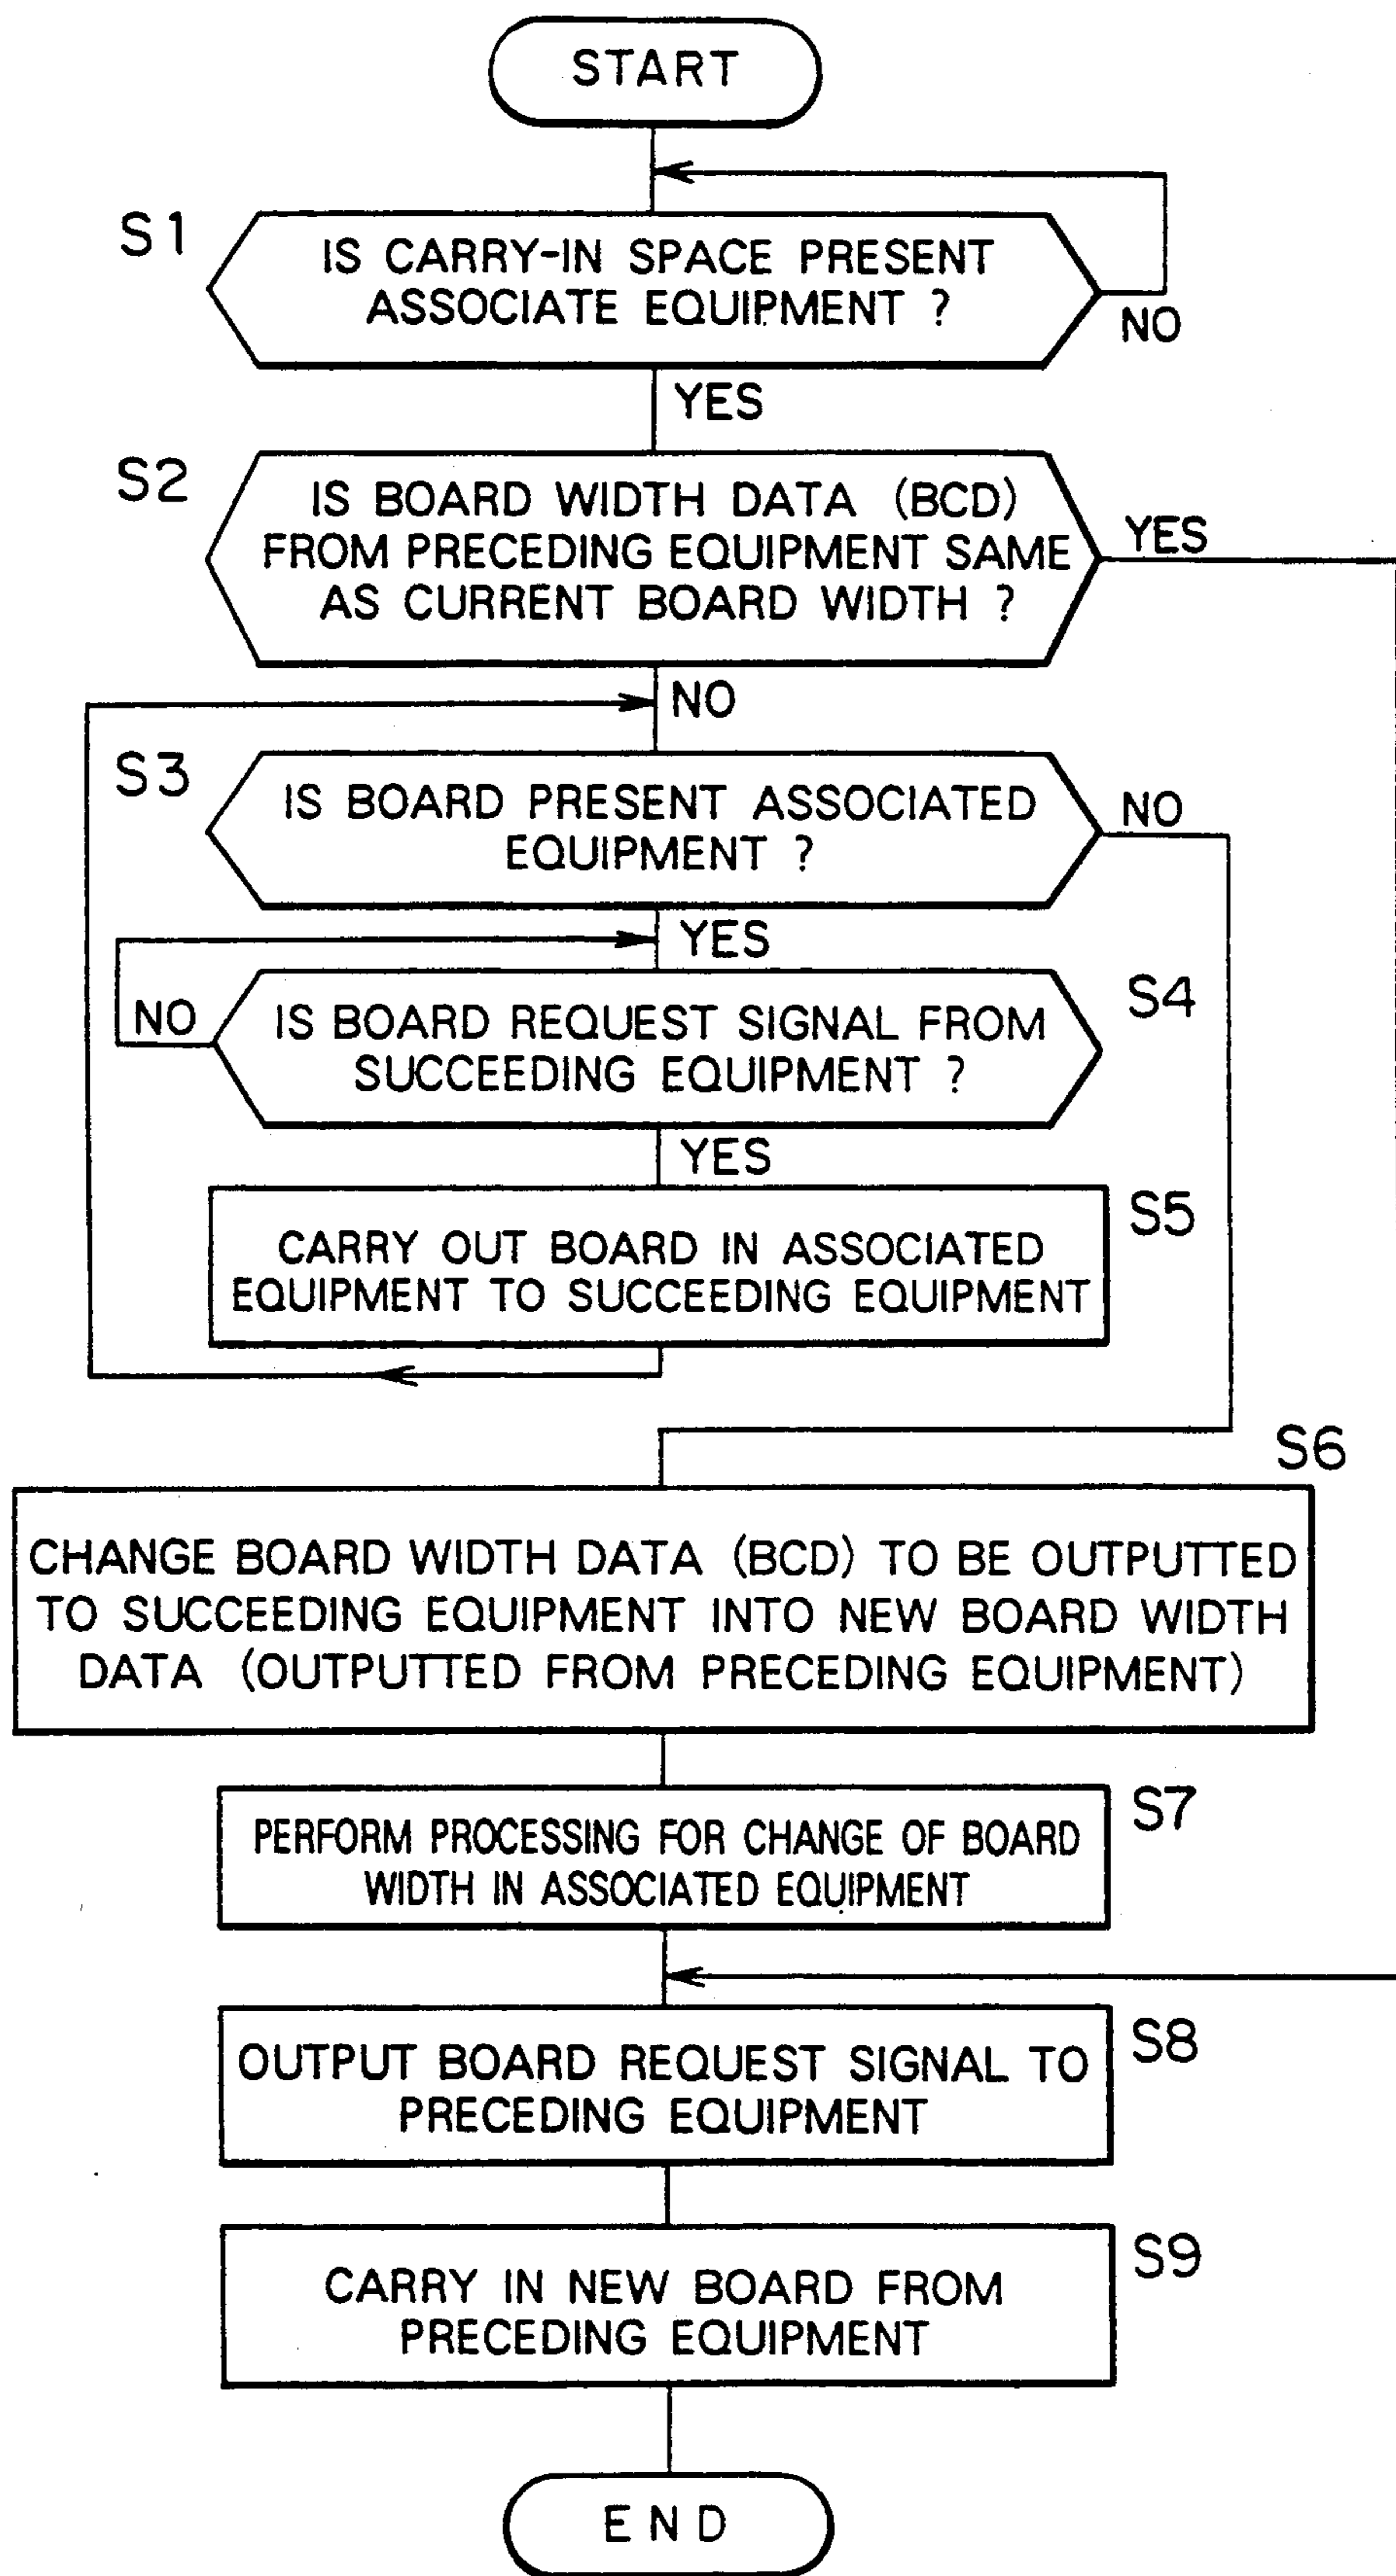 START
S1
IS CARRY-IN SPACE PRESENT
ASSOCIATE EQUIPMENT ?
NO
YES
S2
IS BOARD WIDTH DATA (BCD)
FROM PRECEDING EQUIPMENT SAME
AS CURRENT BOARD WIDTH ?
YES
NO
S3
IS BOARD PRESENT ASSOCIATED
EQUIPMENT ?
NO
YES
S4
NO
IS BOARD REQUEST SIGNAL FROM
SUCCEEDING EQUIPMENT ?
YES
S5
CARRY OUT BOARD IN ASSOCIATED
EQUIPMENT TO SUCCEEDING EQUIPMENT
S6
CHANGE BOARD WIDTH DATA (BCD) TO BE OUTPUTTED
TO SUCCEEDING EQUIPMENT INTO NEW BOARD WIDTH
DATA (OUTPUTTED FROM PRECEDING EQUIPMENT)
S7
PERFORM PROCESSING FOR CHANGE OF BOARD
WIDTH IN ASSOCIATED EQUIPMENT
S8
OUTPUT BOARD REQUEST SIGNAL TO
PRECEDING EQUIPMENT
S9
CARRY IN NEW BOARD FROM
PRECEDING EQUIPMENT
END